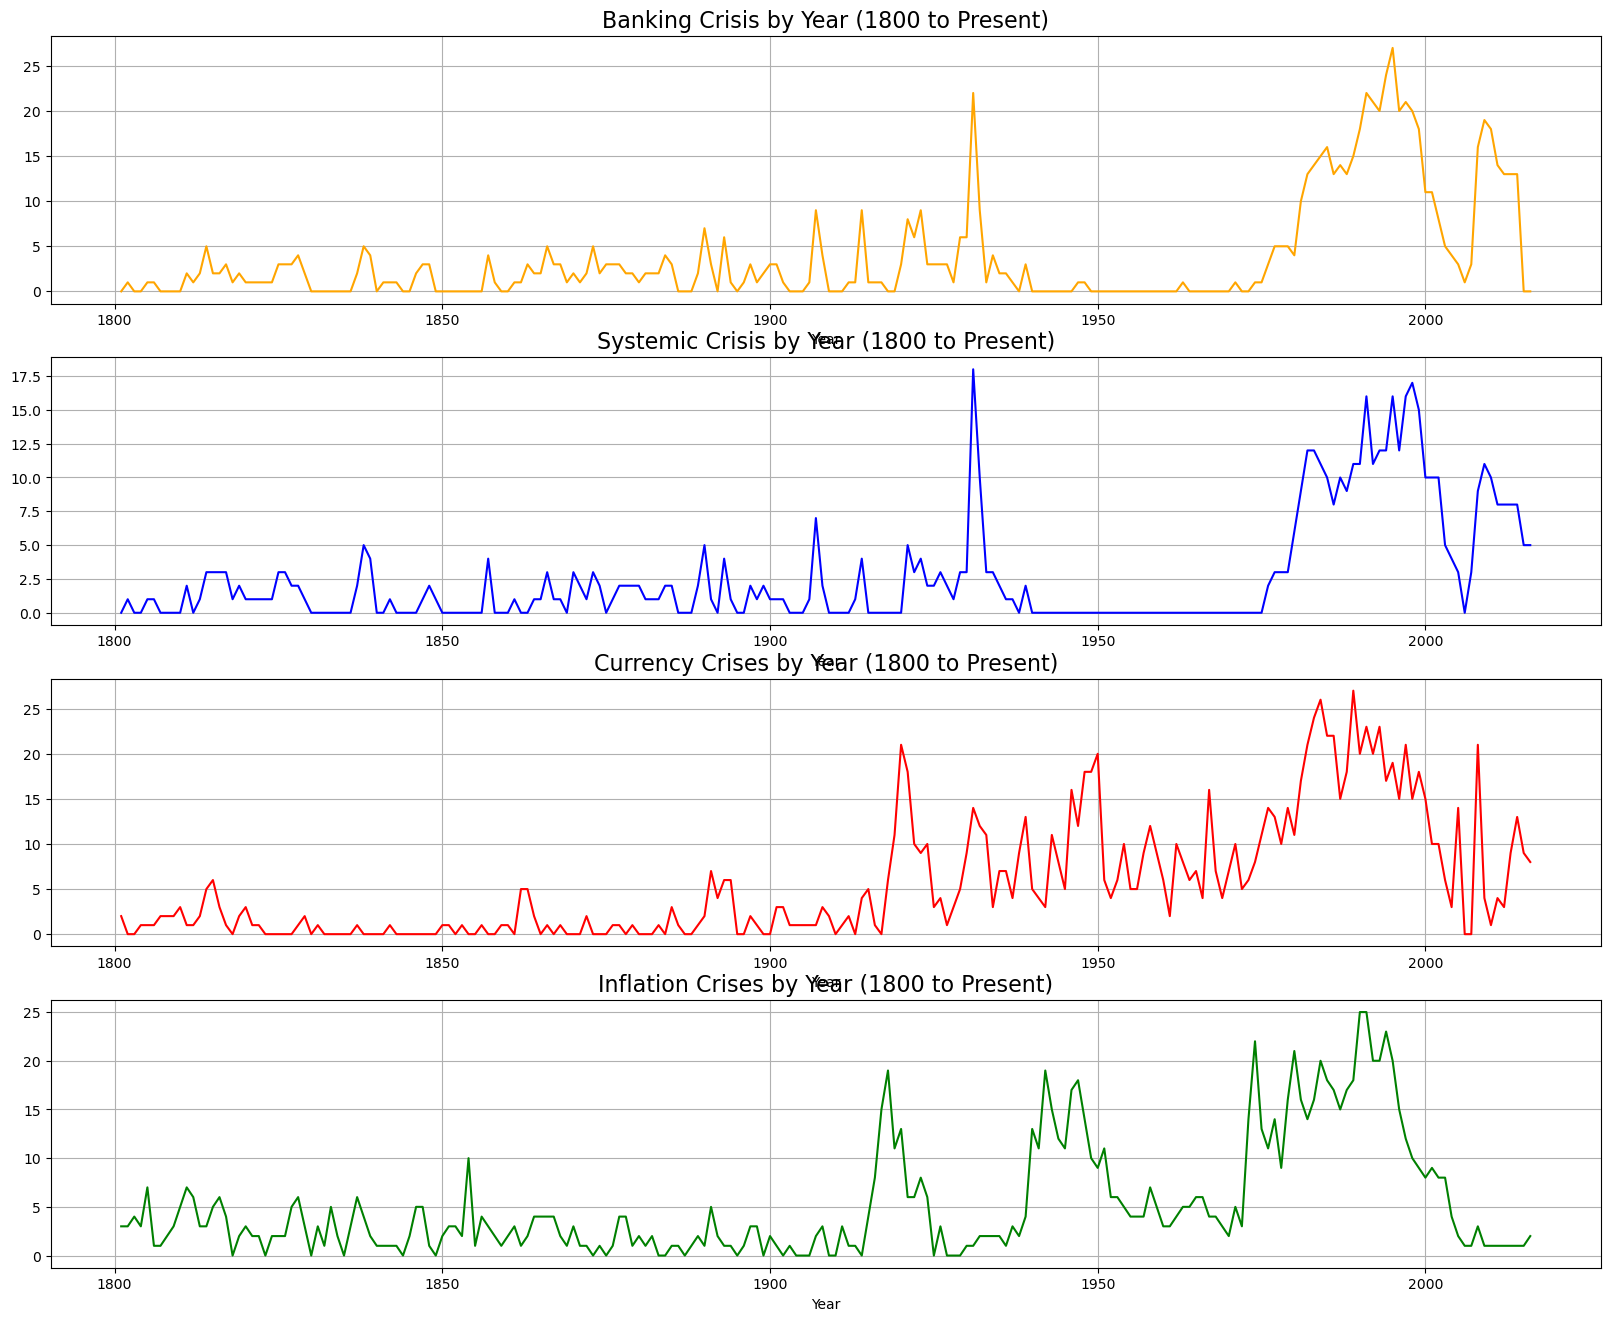 Banking Crisis by Year (1800 to Present)
25
20
15
10
5
0
1800 1850 1900 1950 2000
Year
Systemic Crisis by Year (1800 to Present)
17.5
15.0
12.5
10.0
7.5
5.0
2.5
0.0
1800 1850 1900 1950 2000
Year
Currency Crises by Year (1800 to Present)
25
20
15
10
5
0
1800 1850 1900 1950 2000
Year
Inflation Crises by Year (1800 to Present)
25
20
15
10
5
0
1800 1850 1900 1950 2000
Year